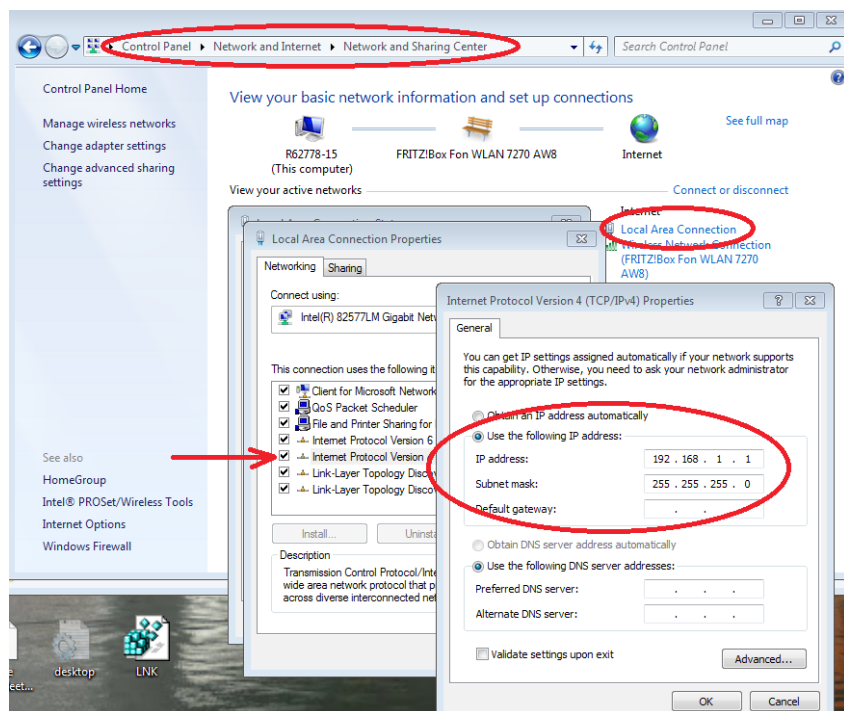 Control Panel Network and Internet Network and Sharing Center
Search Control Panel
Control Panel Home
Manage wireless networks
Change adapter settings
Change advanced sharing
settings
See also
HomeGroup
Intel® PROSet/Wireless Tools
Internet Options
Windows Firewall
View your basic network information and set up connections
See full map
R62778-15
(This computer)
FRITZ!Box Fon WLAN 7270 AW8
Internet
View your active networks
Connect or disconnect
Internet
Local Area Connection
Wireless Network Connection
(FRITZ!Box Fon WLAN 7270
AW8)
Local Area Connection Properties
Networking
Sharing
Connect using:
Intel(R) 82577LM Gigabit Netw
This connection uses the following it
Client for Microsoft Network
QoS Packet Scheduler
File and Printer Sharing for
Internet Protocol Version 6
Internet Protocol Version
Link-Layer Topology Discov
Link-Layer Topology Disco
Install...
Uninsta
Description
Transmission Control Protocol/Inte
wide area network protocol that p
across diverse interconnected net
Internet Protocol Version 4 (TCP/IPv4) Properties
General
You can get IP settings assigned automatically if your network supports
this capability. Otherwise, you need to ask your network administrator
for the appropriate IP settings.
Obtain an IP address automatically
Use the following IP address:
IP address: 192 . 168 . 1 . 1
Subnet mask: 255 . 255 . 255 . 0
Default gateway: . . .
Obtain DNS server address automatically
Use the following DNS server addresses:
Preferred DNS server: . . .
Alternate DNS server: . . .
Validate settings upon exit
Advanced...
OK
Cancel
desktop
LNK